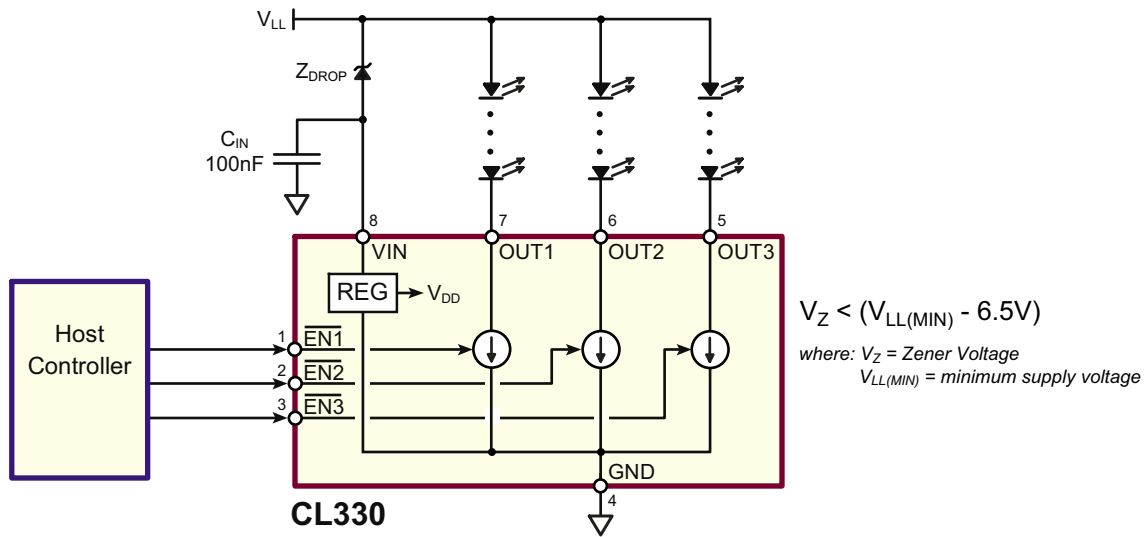 VLL
ZDROP
CIN
100nF
8
7
6
5
VIN
OUT1
OUT2
OUT3
REG
VDD
Host
Controller
1
EN1
2
EN2
3
EN3
GND
4
CL330
VZ < (VLL(MIN) - 6.5V)
where: VZ = Zener Voltage
VLL(MIN) = minimum supply voltage